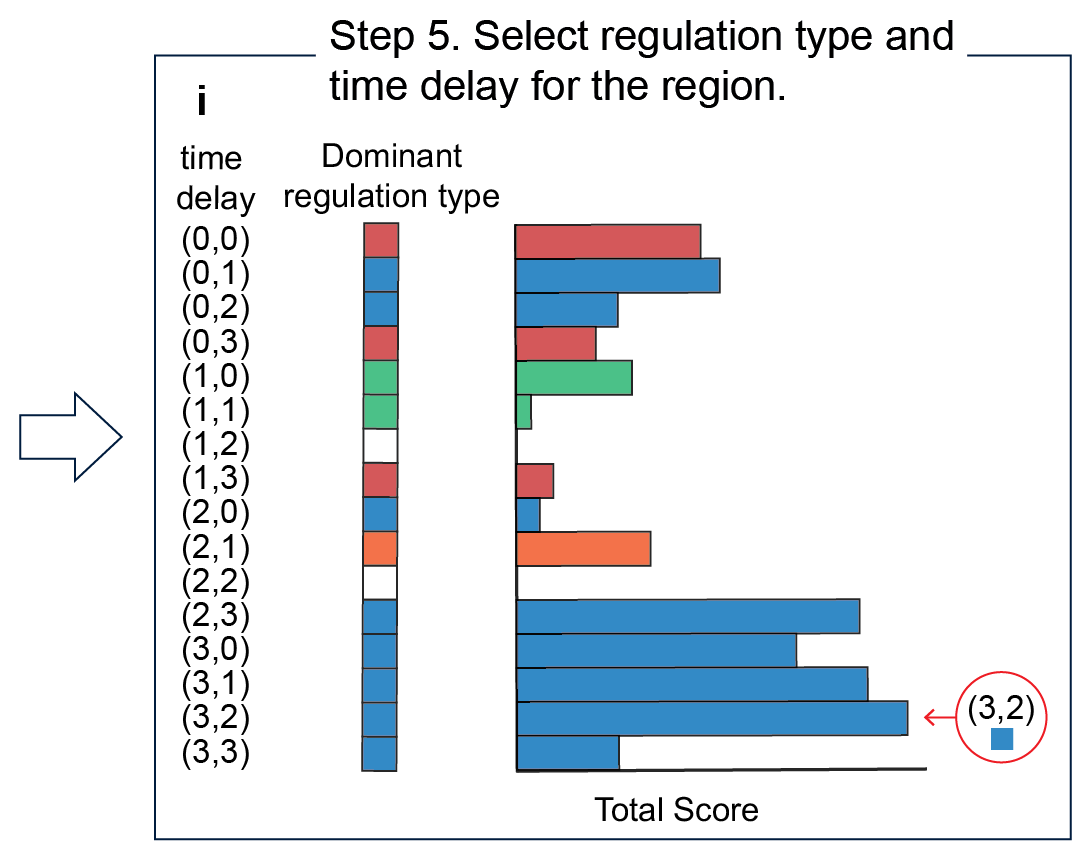 Step 5. Select regulation type and
time delay for the region.
i
time
delay
Dominant
regulation type
(0,0)
(0,1)
(0,2)
(0,3)
(1,0)
(1,1)
(1,2)
(1,3)
(2,0)
(2,1)
(2,2)
(2,3)
(3,0)
(3,1)
(3,2)
(3,3)
(3,2)
Total Score